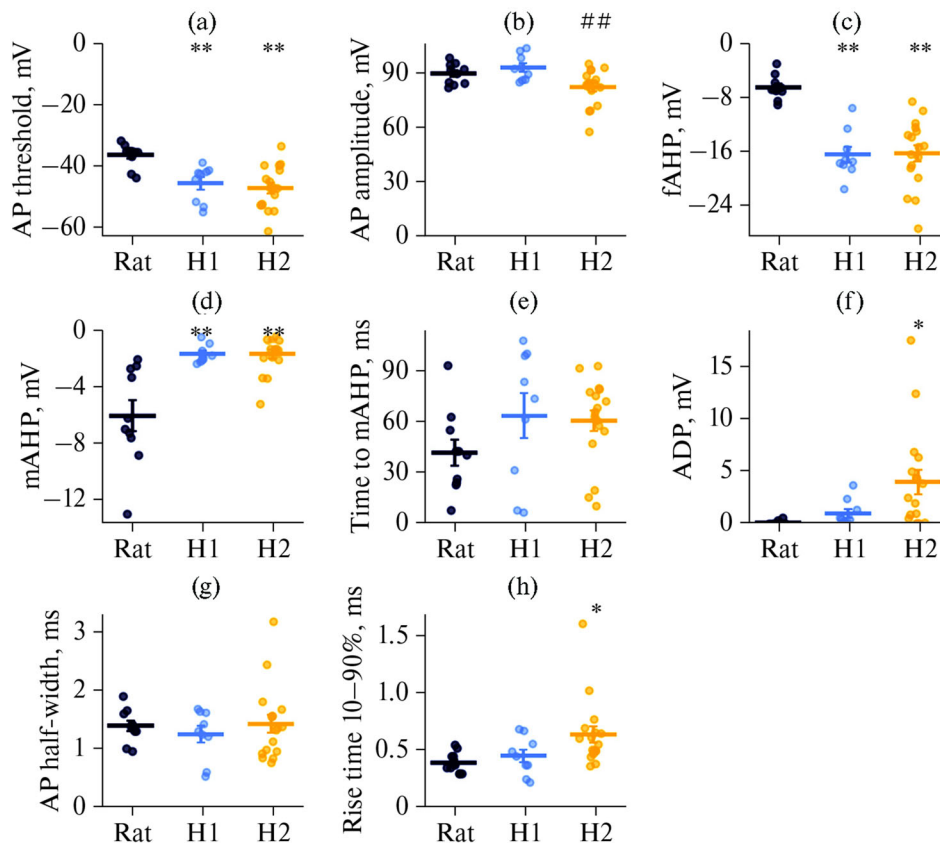 (a)
** **
AP threshold, mV
0
−20
−40
−60
Rat H1 H2
(b)
##
AP amplitude, mV
90
60
30
0
Rat H1 H2
(c)
** **
fAHP, mV
0
−8
−16
−24
Rat H1 H2
(d)
** **
mAHP, mV
0
−4
−8
−12
Rat H1 H2
(e)
Time to mAHP, ms
90
60
30
0
Rat H1 H2
(f)
*
ADP, mV
15
10
5
0
Rat H1 H2
(g)
AP half-width, ms
3
2
1
0
Rat H1 H2
(h)
*
Rise time 10−90%, ms
1.5
1.0
0.5
0
Rat H1 H2